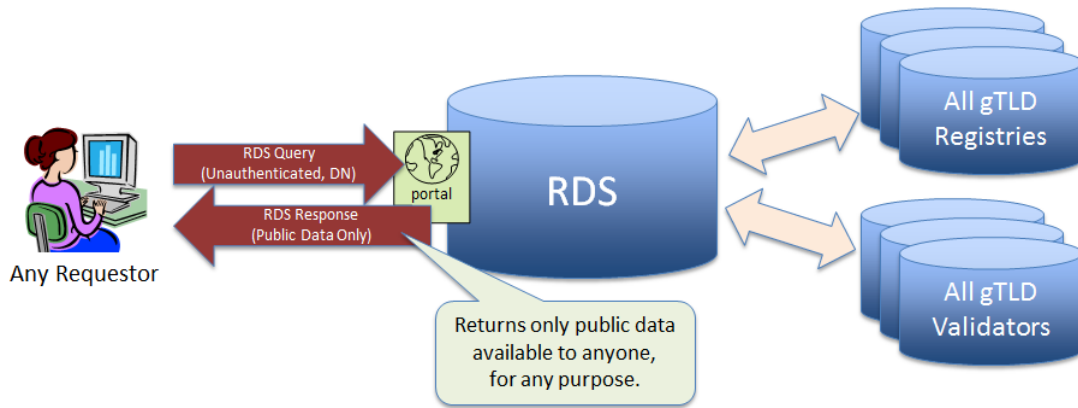 Any Requestor
RDS Query
(Unauthenticated, DN)
RDS Response
(Public Data Only)
portal
RDS
Returns only public data
available to anyone,
for any purpose.
All gTLD
Registries
All gTLD
Validators